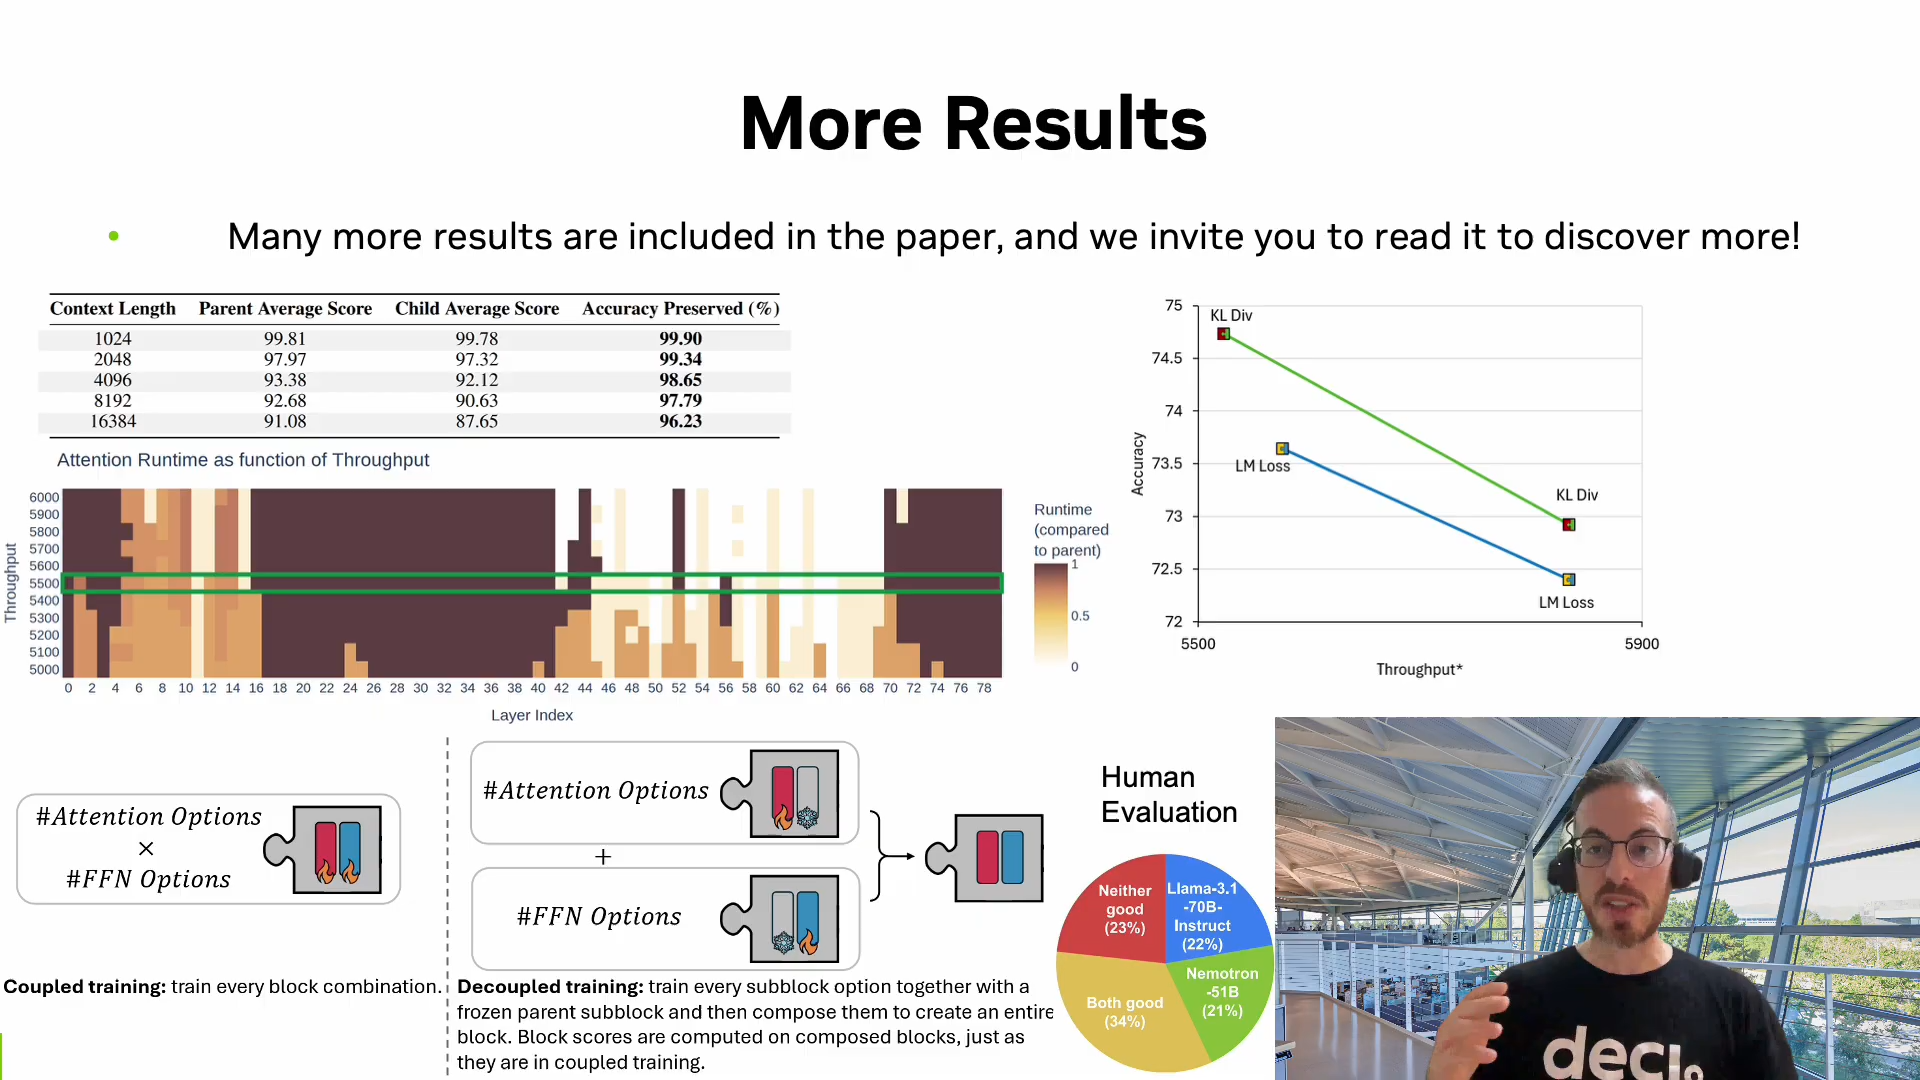 More Results
• Many more results are included in the paper, and we invite you to read it to discover more!
Context Length Parent Average Score Child Average Score Accuracy Preserved (%)
1024 99.81 99.78 99.90
2048 97.97 97.32 99.34
4096 93.38 92.12 98.65
8192 92.68 90.63 97.79
16384 91.08 87.65 96.23
Attention Runtime as function of Throughput
Throughput
6000
5900
5800
5700
5600
5500
5400
5300
5200
5100
5000
0 2 4 6 8 10 12 14 16 18 20 22 24 26 28 30 32 34 36 38 40 42 44 46 48 50 52 54 56 58 60 62 64 66 68 70 72 74 76 78
Layer Index
Runtime
(compared
to parent)
1
0.5
0
Accuracy
75
74.5
74
73.5
73
72.5
72
KL Div
LM Loss
KL Div
LM Loss
5500 5900
Throughput*
#Attention Options
×
#FFN Options
Coupled training: train every block combination.
#Attention Options
+
#FFN Options
Decoupled training: train every subblock option together with a
frozen parent subblock and then compose them to create an entire
block. Block scores are computed on composed blocks, just as
they are in coupled training.
Human
Evaluation
Neither
good
(23%)
Llama-3.1
-70B-
Instruct
(22%)
Nemotron
-51B
(21%)
Both good
(34%)
deci.